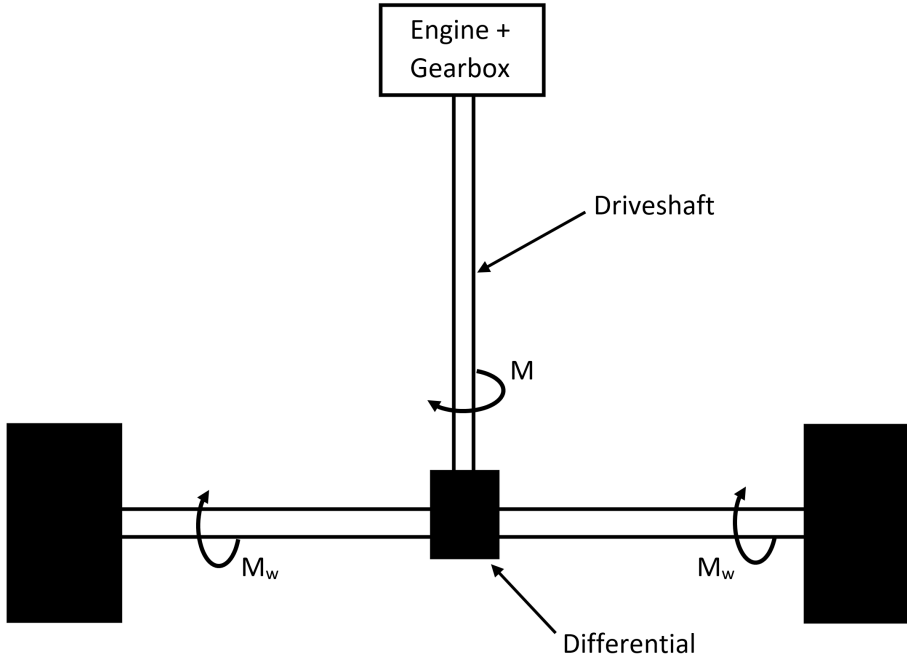 Engine +
Gearbox
Driveshaft
M
Mw
Mw
Differential